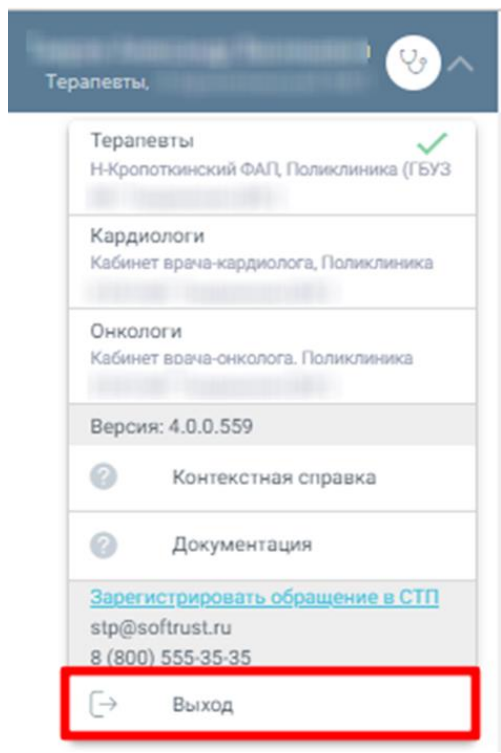 Терапевты,
Терапевты
Н-Кропоткинский ФАП, Поликлиника (ГБУЗ
Кардиологи
Кабинет врача-кардиолога, Поликлиника
Онкологи
Кабинет врача-онколога. Поликлиника
Версия: 4.0.0.559
Контекстная справка
Документация
Зарегистрировать обращение в СТП
stp@softrust.ru
8 (800) 555-35-35
Выход